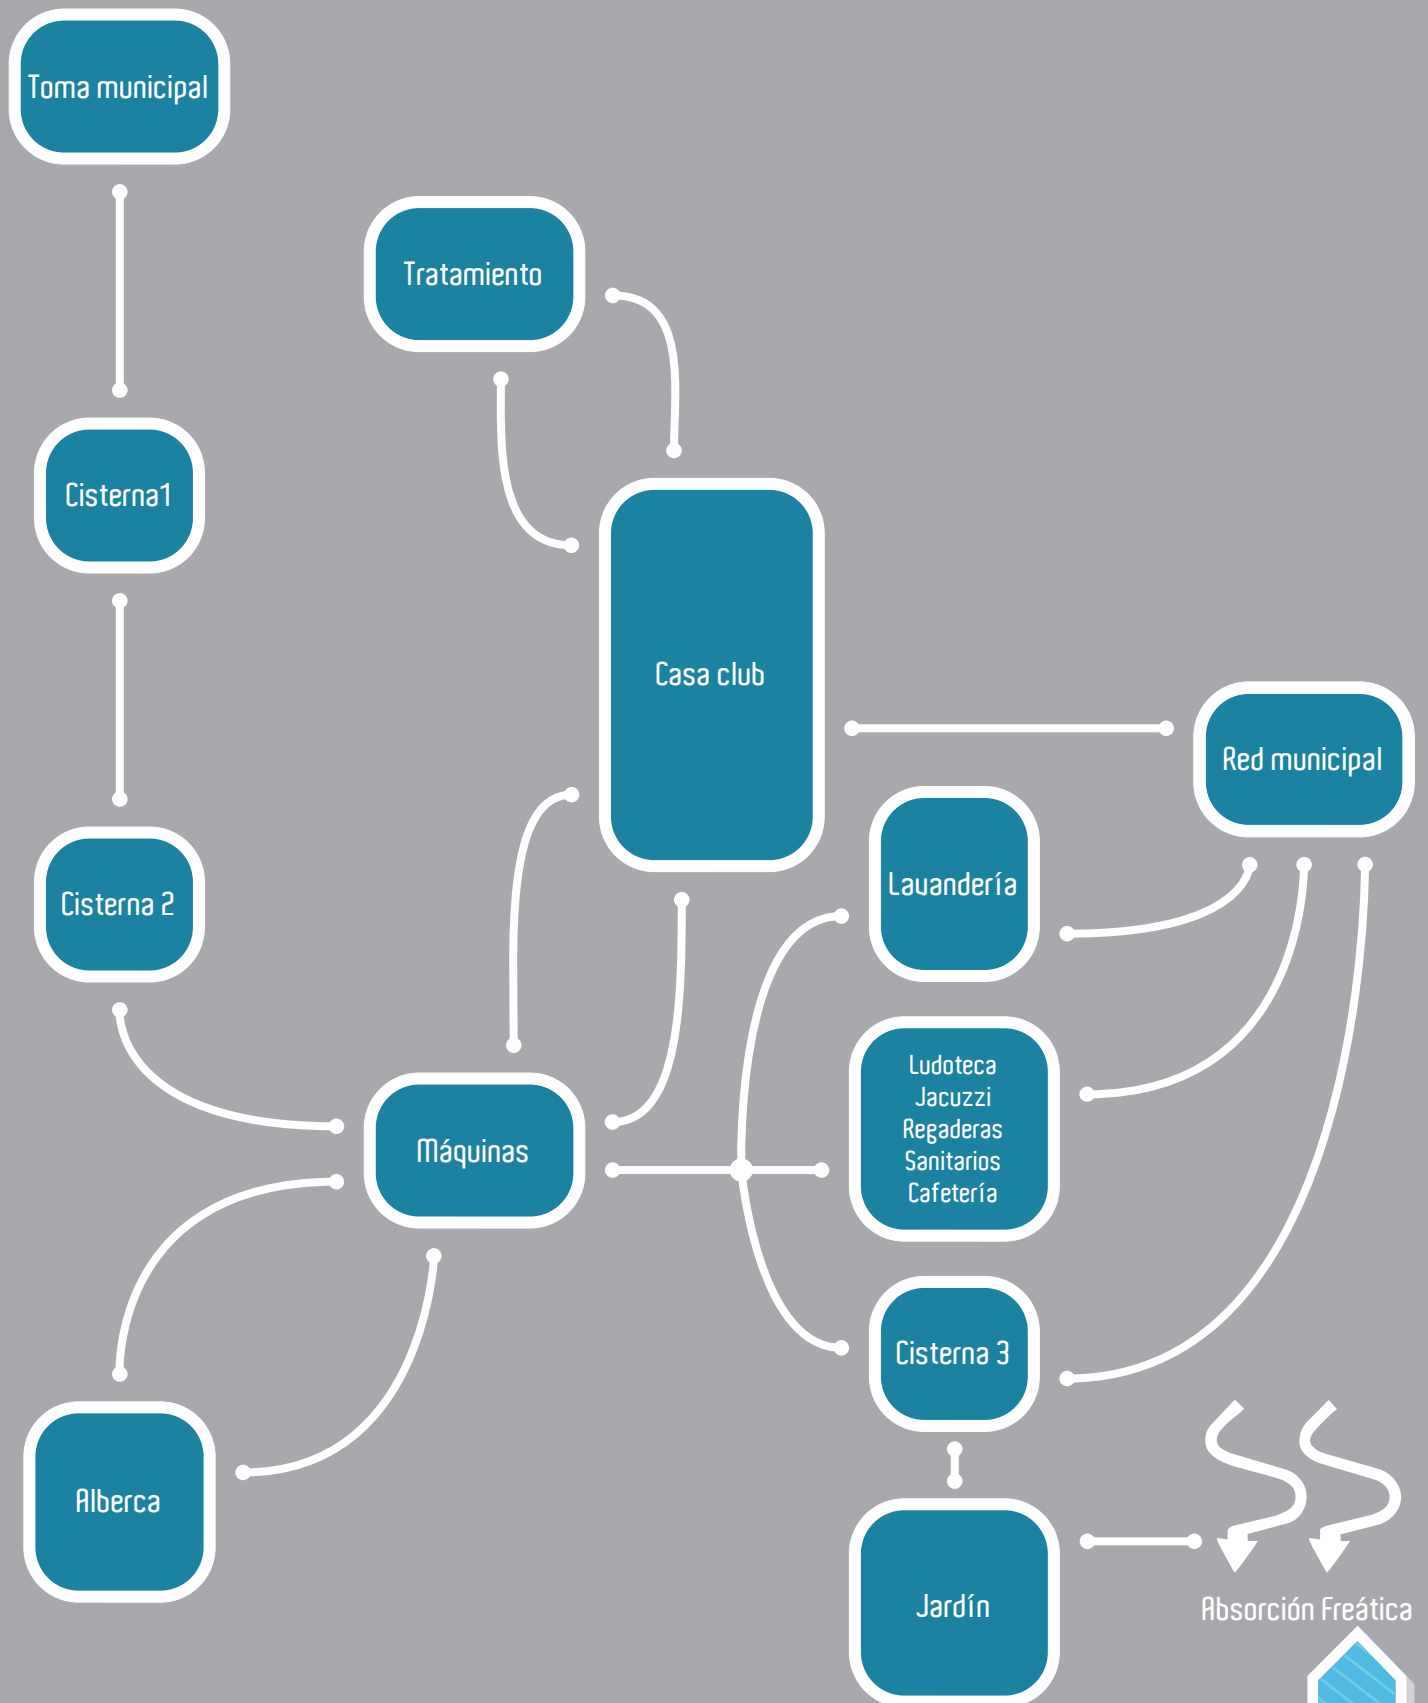 Toma municipal
Tratamiento
Cisterna1
Casa club
Red municipal
Lavandería
Cisterna 2
Ludoteca
Jacuzzi
Regaderas
Sanitarios
Cafetería
Máquinas
Cisterna 3
Alberca
Jardín
Absorción Freática